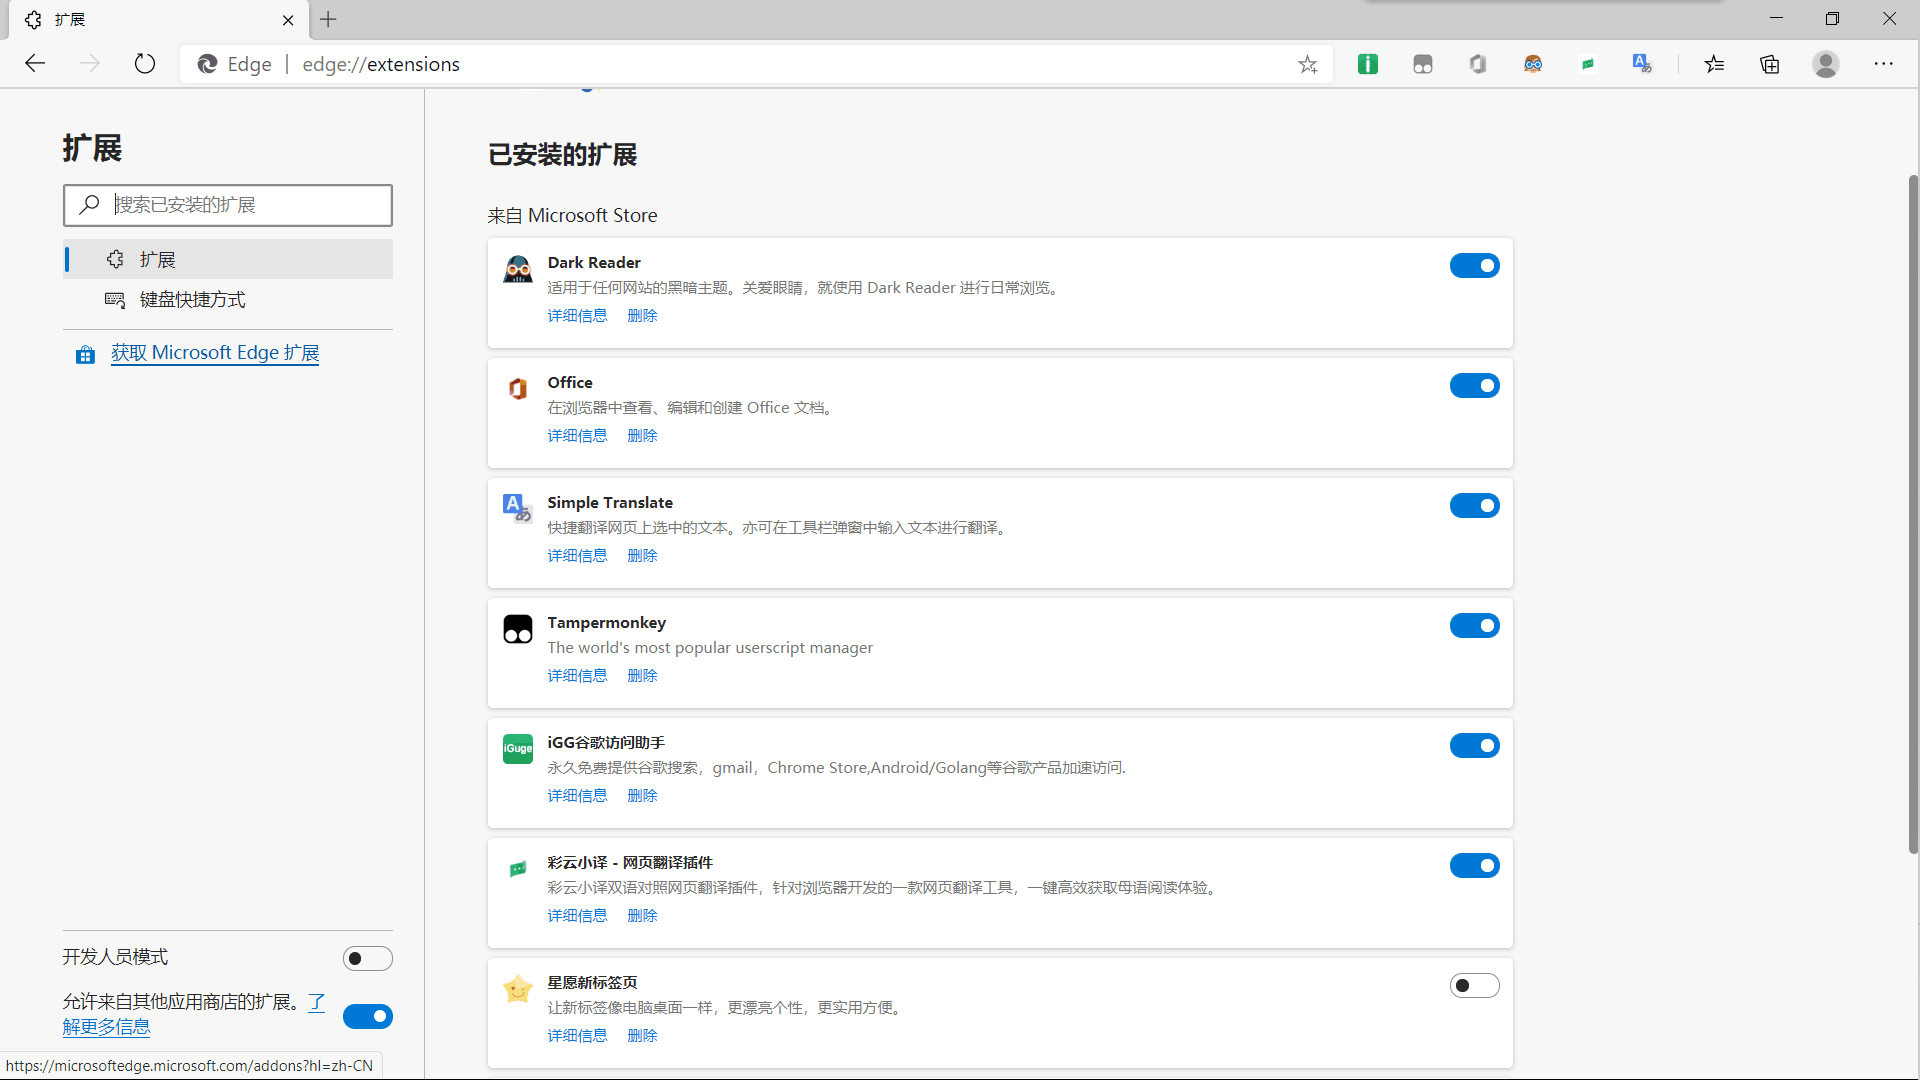 扩展
Edge
edge://extensions
扩展
搜索已安装的扩展
扩展
键盘快捷方式
获取 Microsoft Edge 扩展
开发人员模式
允许来自其他应用商店的扩展。了
解更多信息
https://microsoftedge.microsoft.com/addons?hl=zh-CN
已安装的扩展
来自 Microsoft Store
Dark Reader
适用于任何网站的黑暗主题。关爱眼睛，就使用 Dark Reader 进行日常浏览。
详细信息 删除
Office
在浏览器中查看、编辑和创建 Office 文档。
详细信息 删除
Simple Translate
快捷翻译网页上选中的文本。亦可在工具栏弹窗中输入文本进行翻译。
详细信息 删除
Tampermonkey
The world's most popular userscript manager
详细信息 删除
iGuge
iGG谷歌访问助手
永久免费提供谷歌搜索，gmail，Chrome Store,Android/Golang等谷歌产品加速访问.
详细信息 删除
彩云小译 - 网页翻译插件
彩云小译双语对照网页翻译插件，针对浏览器开发的一款网页翻译工具，一键高效获取母语阅读体验。
详细信息 删除
星愿新标签页
让新标签像电脑桌面一样，更漂亮个性，更实用方便。
详细信息 删除